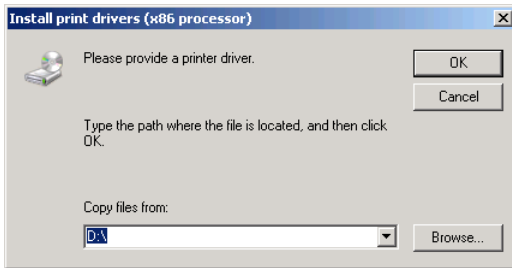 Install print drivers (x86 processor)
Please provide a printer driver.
OK
Cancel
Type the path where the file is located, and then click
OK.
Copy files from:
D:\
Browse...